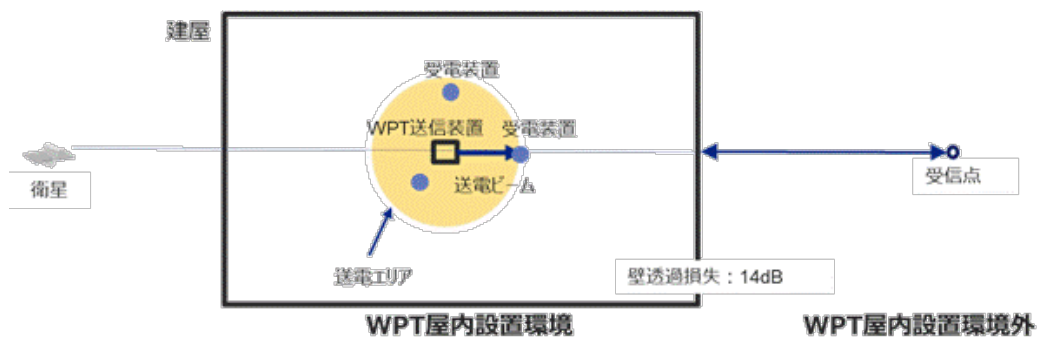 建屋
受電装置
WPT送信装置
受電装置
送電ビーム
衛星
受信点
送電エリア
壁透過損失：14dB
WPT屋内設置環境
WPT屋内設置環境外